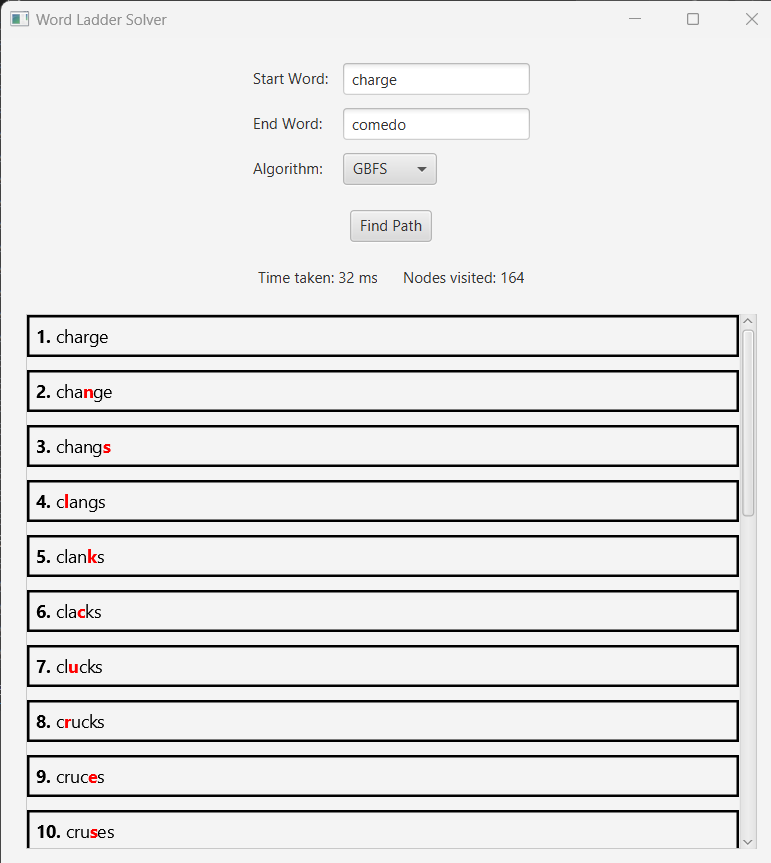 Word Ladder Solver
Start Word: charge
End Word: comedo
Algorithm: GBFS
Find Path
Time taken: 32 ms Nodes visited: 164
1. charge
2. change
3. changs
4. clangs
5. clanks
6. clacks
7. clucks
8. crucks
9. cruces
10. cruses